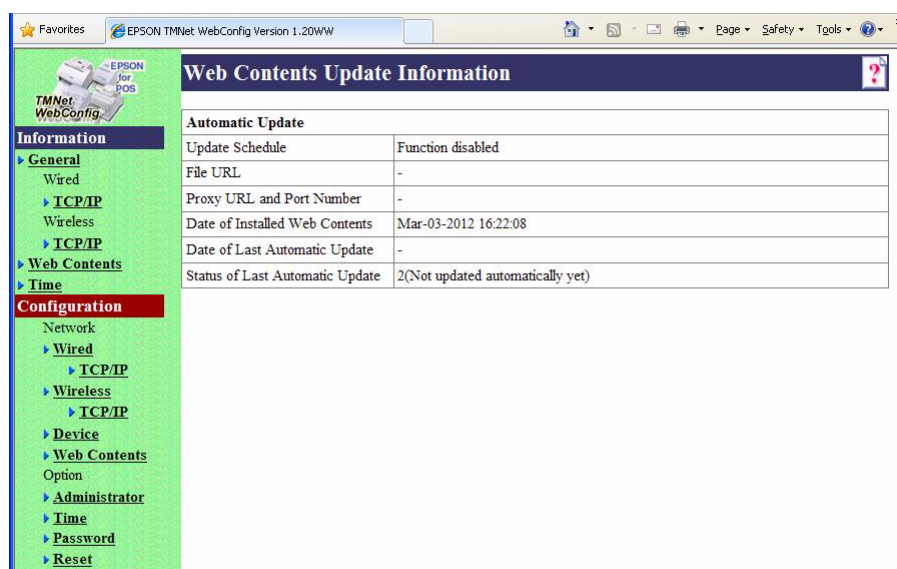 Favorites
EPSON TMNet WebConfig Version 1.20WW
Page
Safety
Tools
EPSON
for
POS
TMNet
WebConfig
Information
General
Wired
TCP/IP
Wireless
TCP/IP
Web Contents
Time
Configuration
Network
Wired
TCP/IP
Wireless
TCP/IP
Device
Web Contents
Option
Administrator
Time
Password
Reset
Web Contents Update Information
?
Automatic Update
Update Schedule Function disabled
File URL -
Proxy URL and Port Number -
Date of Installed Web Contents Mar-03-2012 16:22:08
Date of Last Automatic Update -
Status of Last Automatic Update 2(Not updated automatically yet)